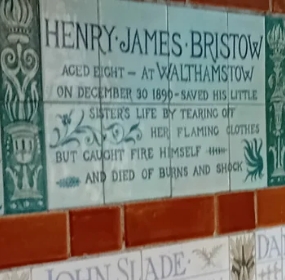 HENRY·JAMES·BRISTOW
AGED EIGHT – AT WALTHAMSTOW
ON DECEMBER 30 1890 – SAVED HIS LITTLE
SISTER'S LIFE BY TEARING OFF
HER FLAMING CLOTHES
BUT CAUGHT FIRE HIMSELF
AND DIED OF BURNS AND SHOCK
JOHN SLADE·
DA